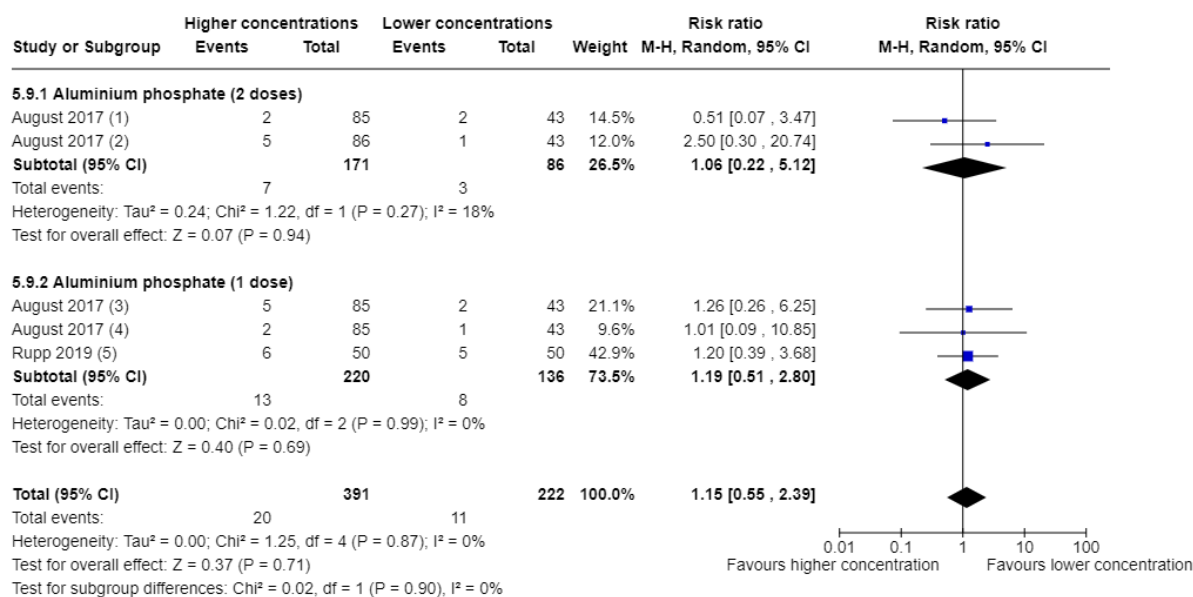 Higher concentrations Lower concentrations Risk ratio Risk ratio
Study or Subgroup Events Total Events Total Weight M-H, Random, 95% CI M-H, Random, 95% CI
5.9.1 Aluminium phosphate (2 doses)
August 2017 (1) 2 85 2 43 14.5% 0.51 [0.07 , 3.47]
August 2017 (2) 5 86 1 43 12.0% 2.50 [0.30 , 20.74]
Subtotal (95% CI) 171 86 26.5% 1.06 [0.22 , 5.12]
Total events: 7 3
Heterogeneity: Tau² = 0.24; Chi² = 1.22, df = 1 (P = 0.27); I² = 18%
Test for overall effect: Z = 0.07 (P = 0.94)
5.9.2 Aluminium phosphate (1 dose)
August 2017 (3) 5 85 2 43 21.1% 1.26 [0.26 , 6.25]
August 2017 (4) 2 85 1 43 9.6% 1.01 [0.09 , 10.85]
Rupp 2019 (5) 6 50 5 50 42.9% 1.20 [0.39 , 3.68]
Subtotal (95% CI) 220 136 73.5% 1.19 [0.51 , 2.80]
Total events: 13 8
Heterogeneity: Tau² = 0.00; Chi² = 0.02, df = 2 (P = 0.99); I² = 0%
Test for overall effect: Z = 0.40 (P = 0.69)
Total (95% CI) 391 222 100.0% 1.15 [0.55 , 2.39]
Total events: 20 11
Heterogeneity: Tau² = 0.00; Chi² = 1.25, df = 4 (P = 0.87); I² = 0%
Test for overall effect: Z = 0.37 (P = 0.71)
Test for subgroup differences: Chi² = 0.02, df = 1 (P = 0.90), I² = 0%
0.01 0.1 1 10 100
Favours higher concentration Favours lower concentration